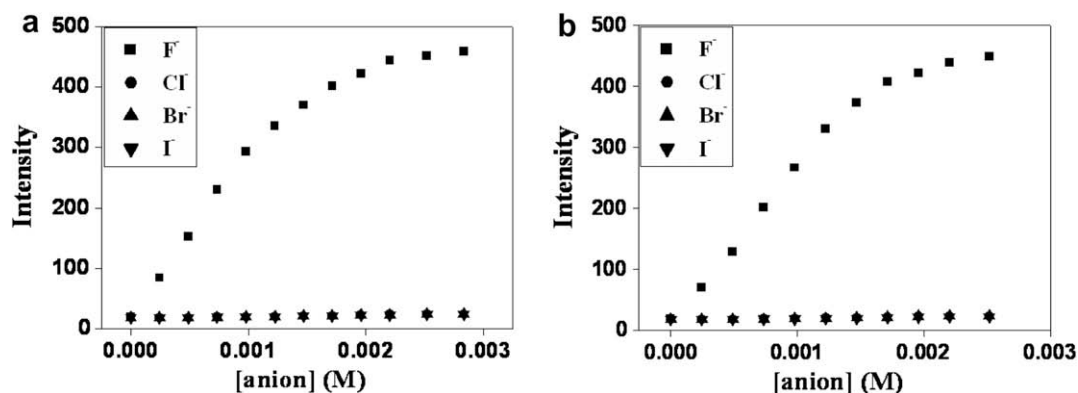 a
500
400
300
200
100
0
Intensity
F⁻
Cl⁻
Br⁻
I⁻
0.000
0.001
0.002
0.003
[anion] (M)
b
500
400
300
200
100
0
Intensity
F⁻
Cl⁻
Br⁻
I⁻
0.000
0.001
0.002
0.003
[anion] (M)